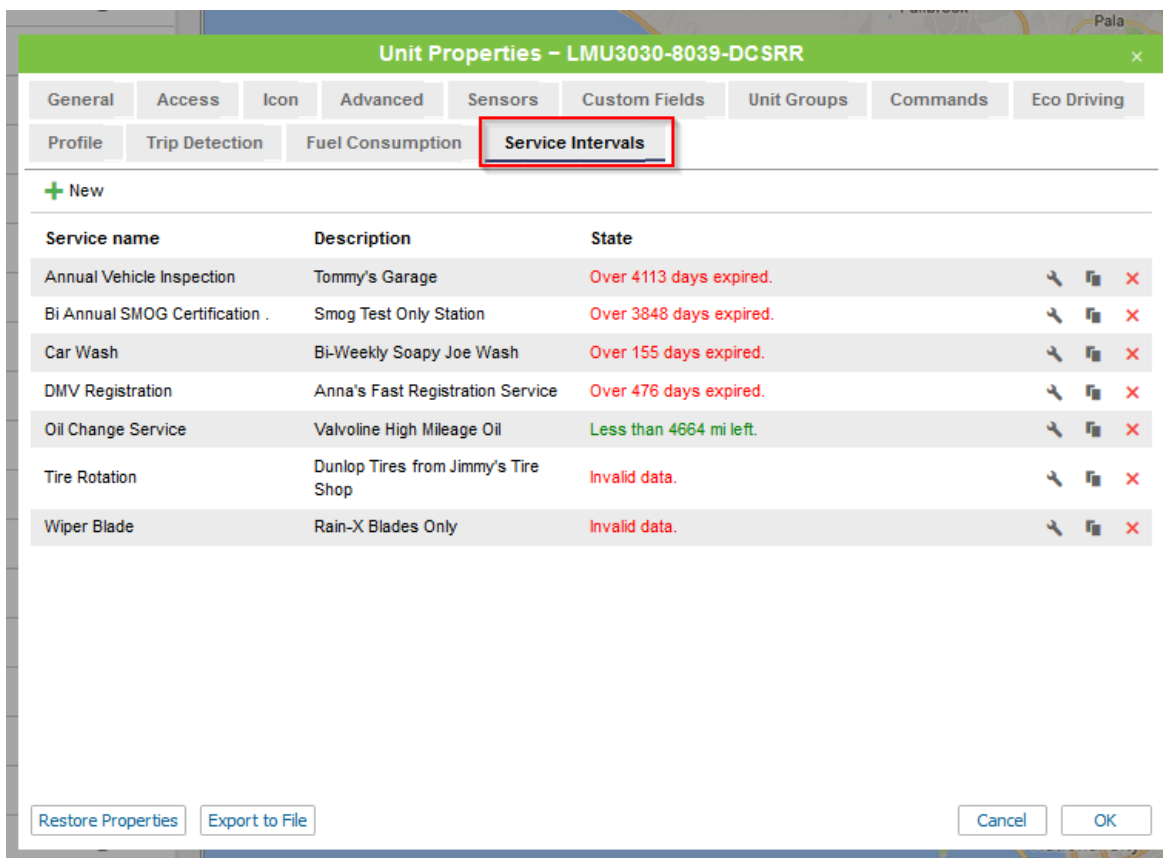 Pala
Unit Properties – LMU3030-8039-DCSRR
×
General Access Icon Advanced Sensors Custom Fields Unit Groups Commands Eco Driving
Profile Trip Detection Fuel Consumption Service Intervals
New
Service name Description State
Annual Vehicle Inspection Tommy's Garage Over 4113 days expired.
Bi Annual SMOG Certification . Smog Test Only Station Over 3848 days expired.
Car Wash Bi-Weekly Soapy Joe Wash Over 155 days expired.
DMV Registration Anna's Fast Registration Service Over 476 days expired.
Oil Change Service Valvoline High Mileage Oil Less than 4664 mi left.
Tire Rotation Dunlop Tires from Jimmy's Tire Invalid data.
Shop
Wiper Blade Rain-X Blades Only Invalid data.
Restore Properties Export to File Cancel OK